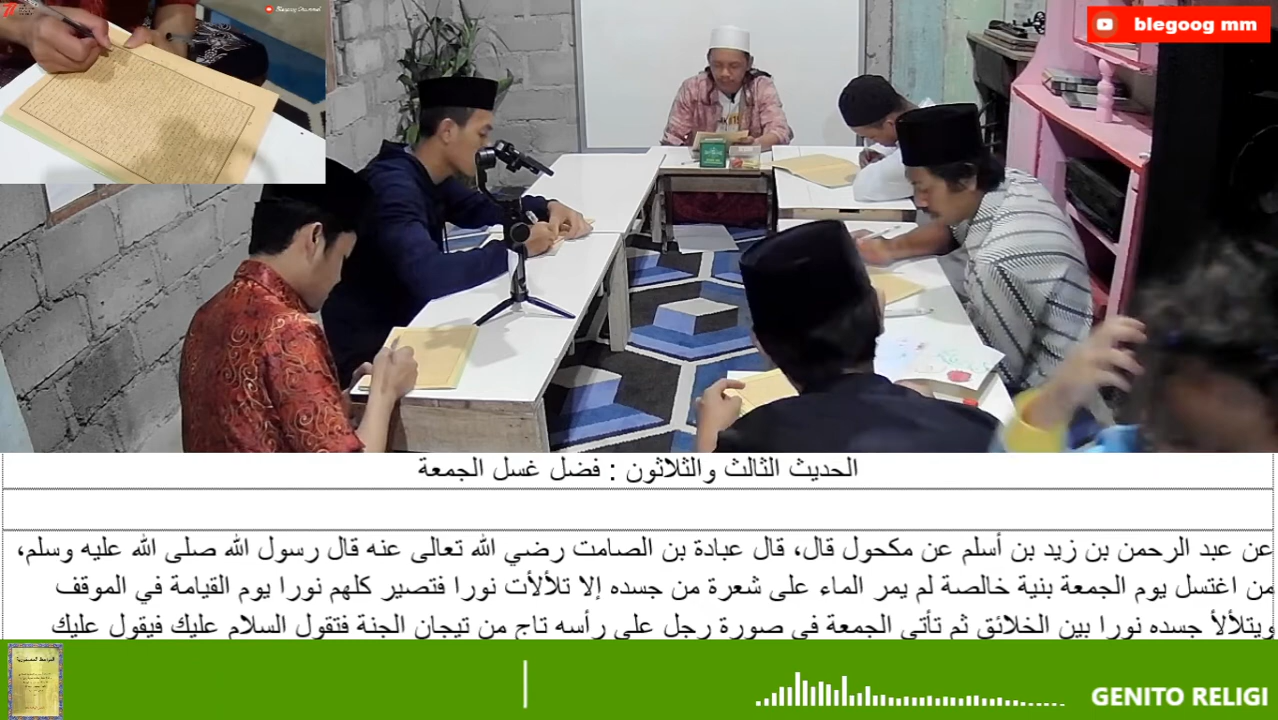 blegoog mm
الحديث الثالث والثلاثون : فضل غسل الجمعة
عن عبد الرحمن بن زيد بن أسلم عن مكحول قال، قال عبادة بن الصامت رضي الله تعالى عنه قال رسول الله صلى الله عليه وسلم،
من اغتسل يوم الجمعة بنية خالصة لم يمر الماء على شعرة من جسده إلا تلألأت نورا فتصير كلهم نورا يوم القيامة في الموقف
ويتلألأ جسده نورا بين الخلائق ثم تأتي الجمعة في صورة رجل على رأسه تاج من تيجان الجنة فتقول السلام عليك فيقول عليك
GENITO RELIGI